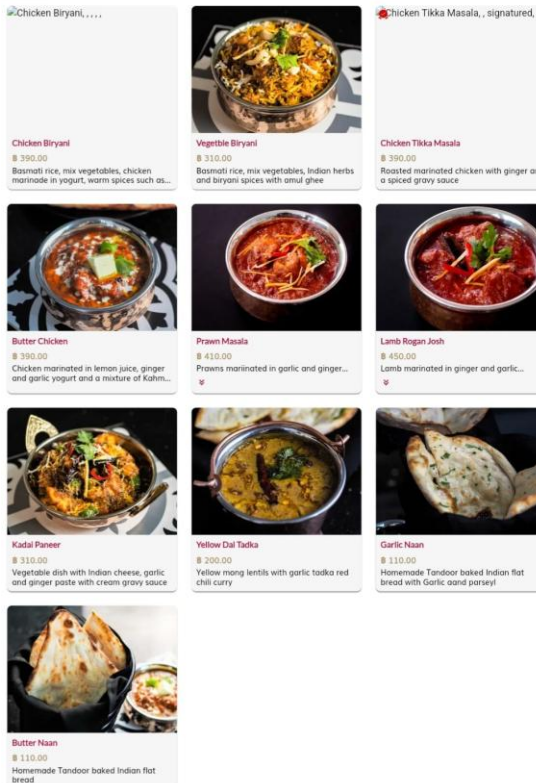 Chicken Biryani, , , , ,
Chicken Tikka Masala, , signatured,
Chicken Biryani
฿ 390.00
Basmati rice, mix vegetables, chicken
marinade in yogurt, warm spices such as...
Vegetble Biryani
฿ 310.00
Basmati rice, mix vegetables, Indian herbs
and biryani spices with amul ghee
Chicken Tikka Masala
฿ 390.00
Roasted marinated chicken with ginger an
a spiced gravy sauce
Butter Chicken
฿ 390.00
Chicken marinated in lemon juice, ginger
and garlic yogurt and a mixture of Kahm...
Prawn Masala
฿ 410.00
Prawns mariinated in garlic and ginger...
Lamb Rogan Josh
฿ 450.00
Lamb marinated in ginger and garlic...
Kadai Paneer
฿ 310.00
Vegetable dish with Indian cheese, garlic
and ginger paste with cream gravy sauce
Yellow Dal Tadka
฿ 200.00
Yellow mong lentils with garlic tadka red
chili curry
Garlic Naan
฿ 110.00
Homemade Tandoor baked Indian flat
bread with Garlic aand parseyl
Butter Naan
฿ 110.00
Homemade Tandoor baked Indian flat
bread